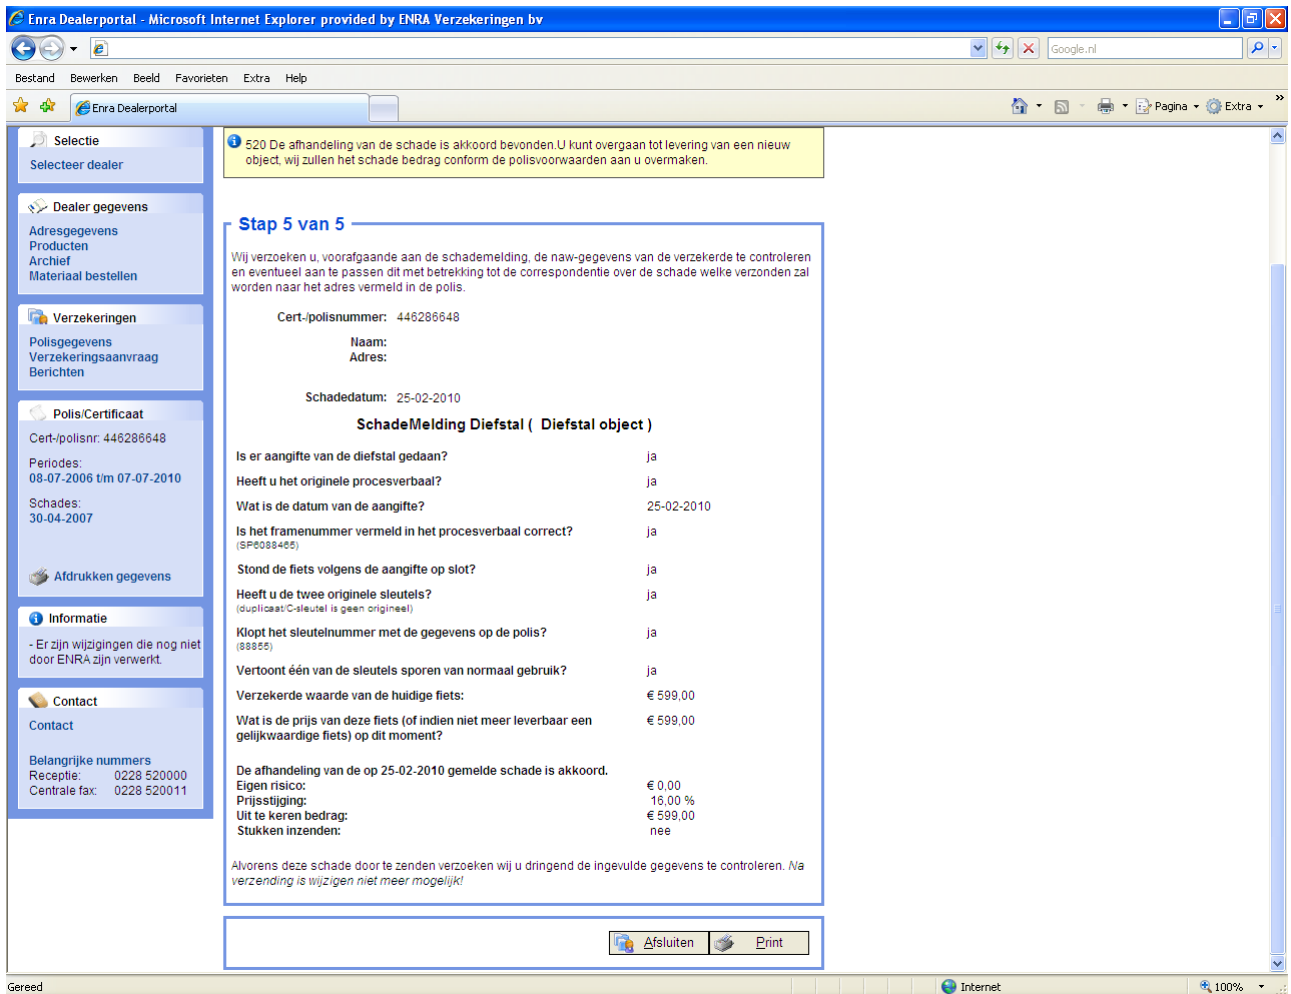 Enra Dealerportal - Microsoft Internet Explorer provided by ENRA Verzekeringen bv
Google.nl
Bestand Bewerken Beeld Favorieten Extra Help
Enra Dealerportal
Pagina Extra »
Selectie
Selecteer dealer
Dealer gegevens
Adresgegevens
Producten
Archief
Materiaal bestellen
Verzekeringen
Polisgegevens
Verzekeringsaanvraag
Berichten
Polis/Certificaat
Cert-/polisnr: 446286648
Periodes:
08-07-2006 t/m 07-07-2010
Schades:
30-04-2007
Afdrukken gegevens
Informatie
- Er zijn wijzigingen die nog niet
door ENRA zijn verwerkt.
Contact
Contact
Belangrijke nummers
Receptie: 0228 520000
Centrale fax: 0228 520011
520 De afhandeling van de schade is akkoord bevonden.U kunt overgaan tot levering van een nieuw
object, wij zullen het schade bedrag conform de polisvoorwaarden aan u overmaken.
Stap 5 van 5
Wij verzoeken u, voorafgaande aan de schademelding, de naw-gegevens van de verzekerde te controleren
en eventueel aan te passen dit met betrekking tot de correspondentie over de schade welke verzonden zal
worden naar het adres vermeld in de polis.
Cert-/polisnummer: 446286648
Naam:
Adres:
Schadedatum: 25-02-2010
SchadeMelding Diefstal ( Diefstal object )
Is er aangifte van de diefstal gedaan? ja
Heeft u het originele procesverbaal? ja
Wat is de datum van de aangifte? 25-02-2010
Is het framenummer vermeld in het procesverbaal correct? ja
(SP6088465)
Stond de fiets volgens de aangifte op slot? ja
Heeft u de twee originele sleutels? ja
(duplicaat/C-sleutel is geen origineel)
Klopt het sleutelnummer met de gegevens op de polis? ja
(88855)
Vertoont één van de sleutels sporen van normaal gebruik? ja
Verzekerde waarde van de huidige fiets: € 599,00
Wat is de prijs van deze fiets (of indien niet meer leverbaar een € 599,00
gelijkwaardige fiets) op dit moment?
De afhandeling van de op 25-02-2010 gemelde schade is akkoord.
Eigen risico: € 0,00
Prijsstijging: 16,00 %
Uit te keren bedrag: € 599,00
Stukken inzenden: nee
Alvorens deze schade door te zenden verzoeken wij u dringend de ingevulde gegevens te controleren. Na
verzending is wijzigen niet meer mogelijk!
Afsluiten Print
Gereed Internet 100%